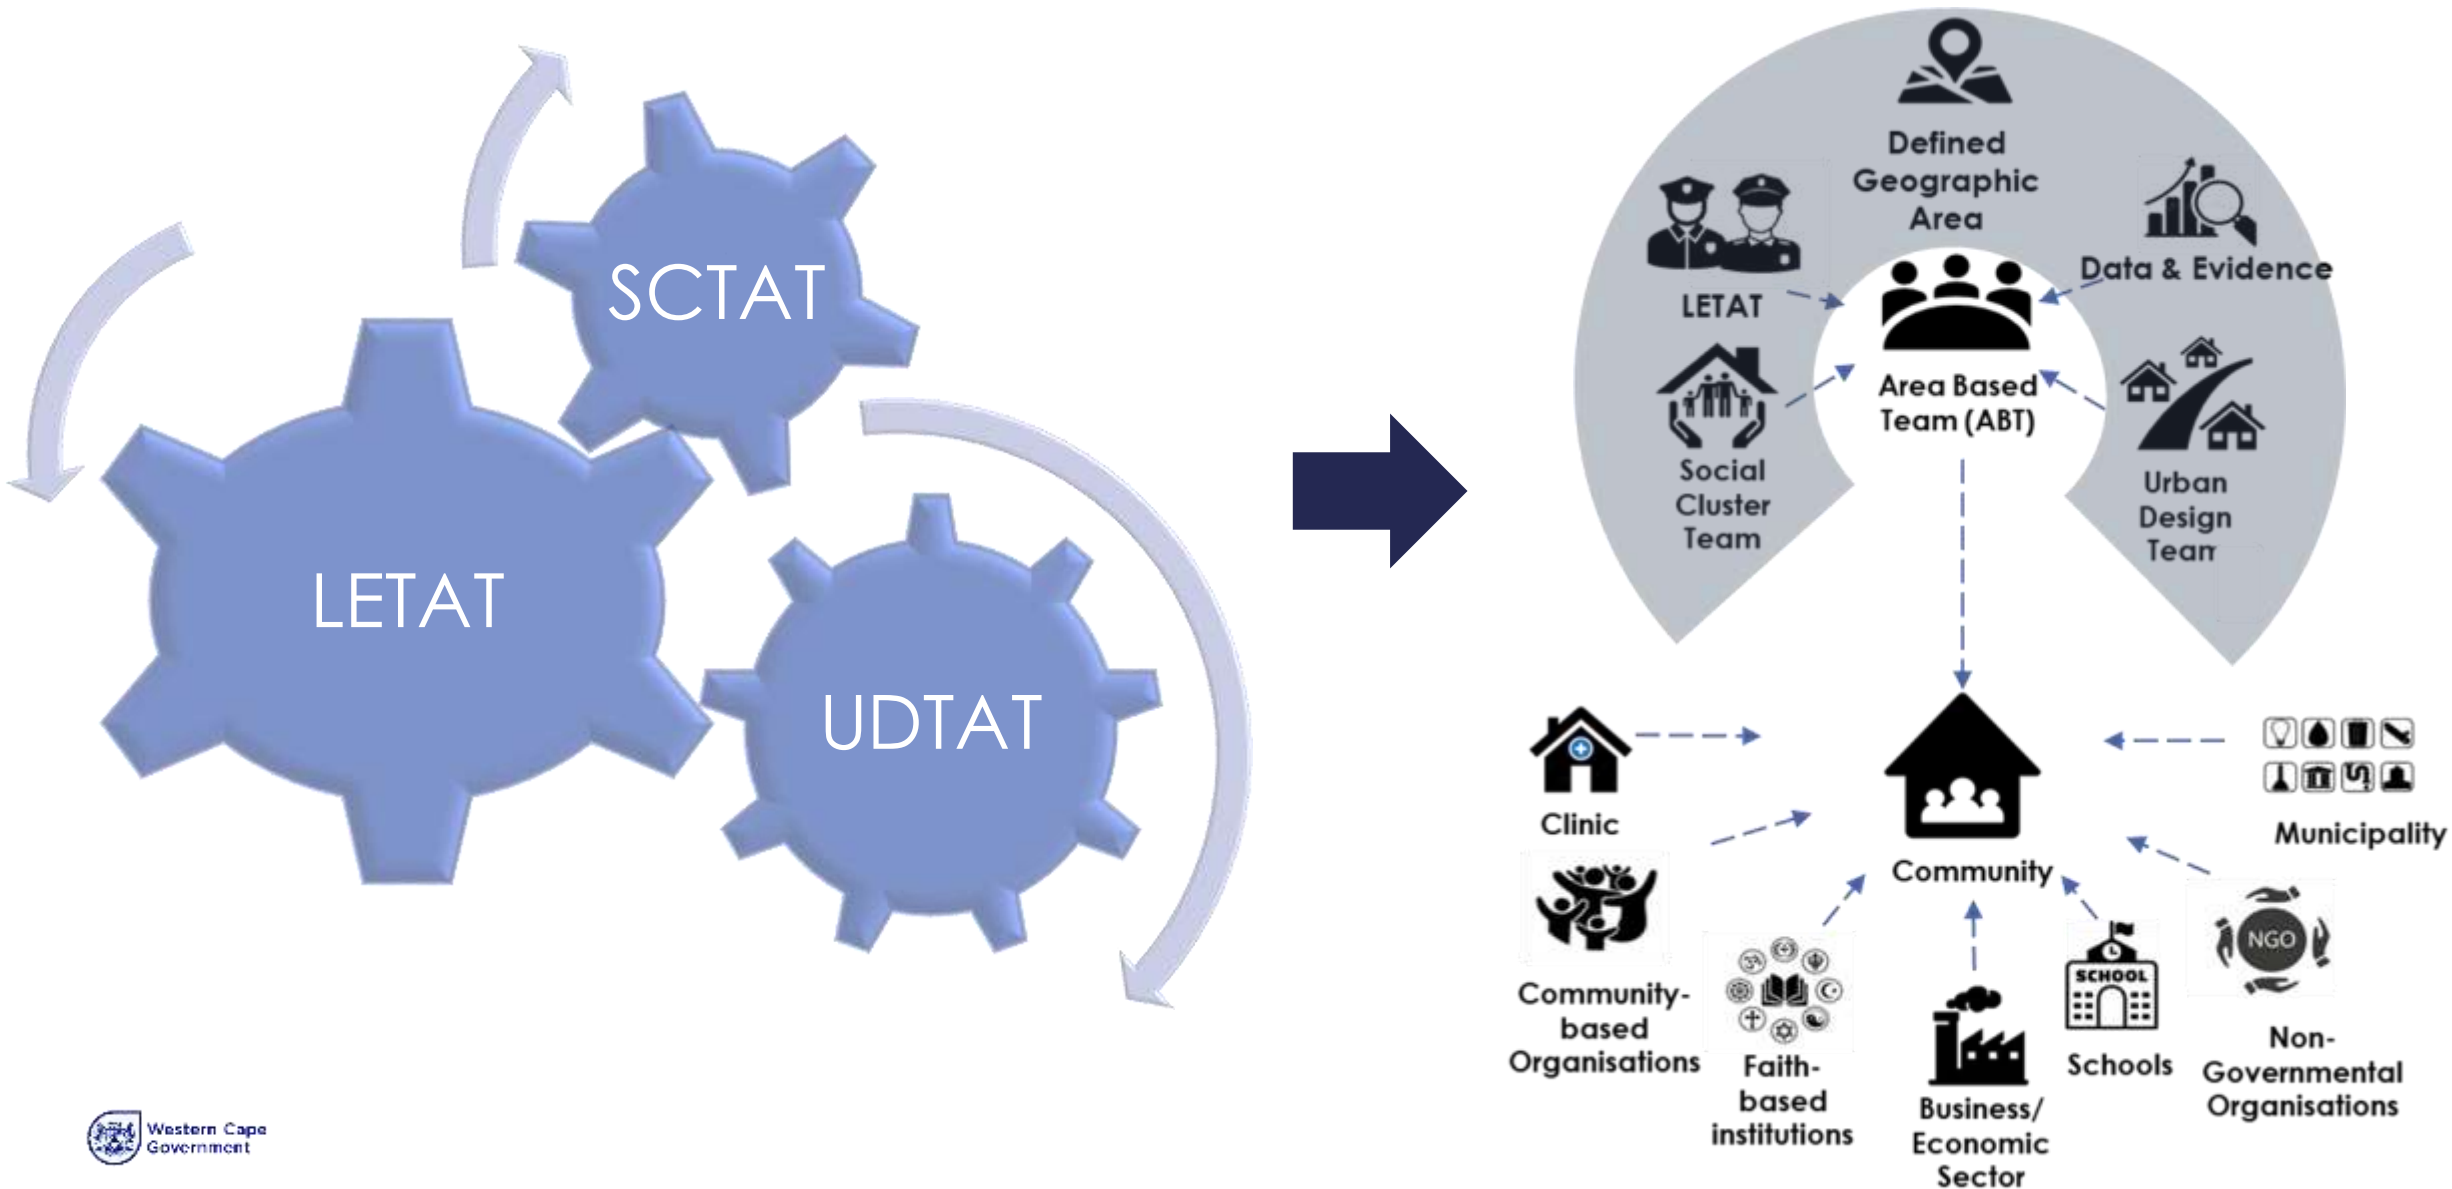 SCTAT
LETAT
UDTAT
Western Cape
Government
Defined
Geographic
Area
LETAT
Data & Evidence
Area Based
Team (ABT)
Social
Cluster
Team
Urban
Design
Team
Clinic
Community
Municipality
Community-
based
Organisations
Faith-
based
institutions
Business/
Economic
Sector
SCHOOL
Schools
NGO
Non-
Governmental
Organisations